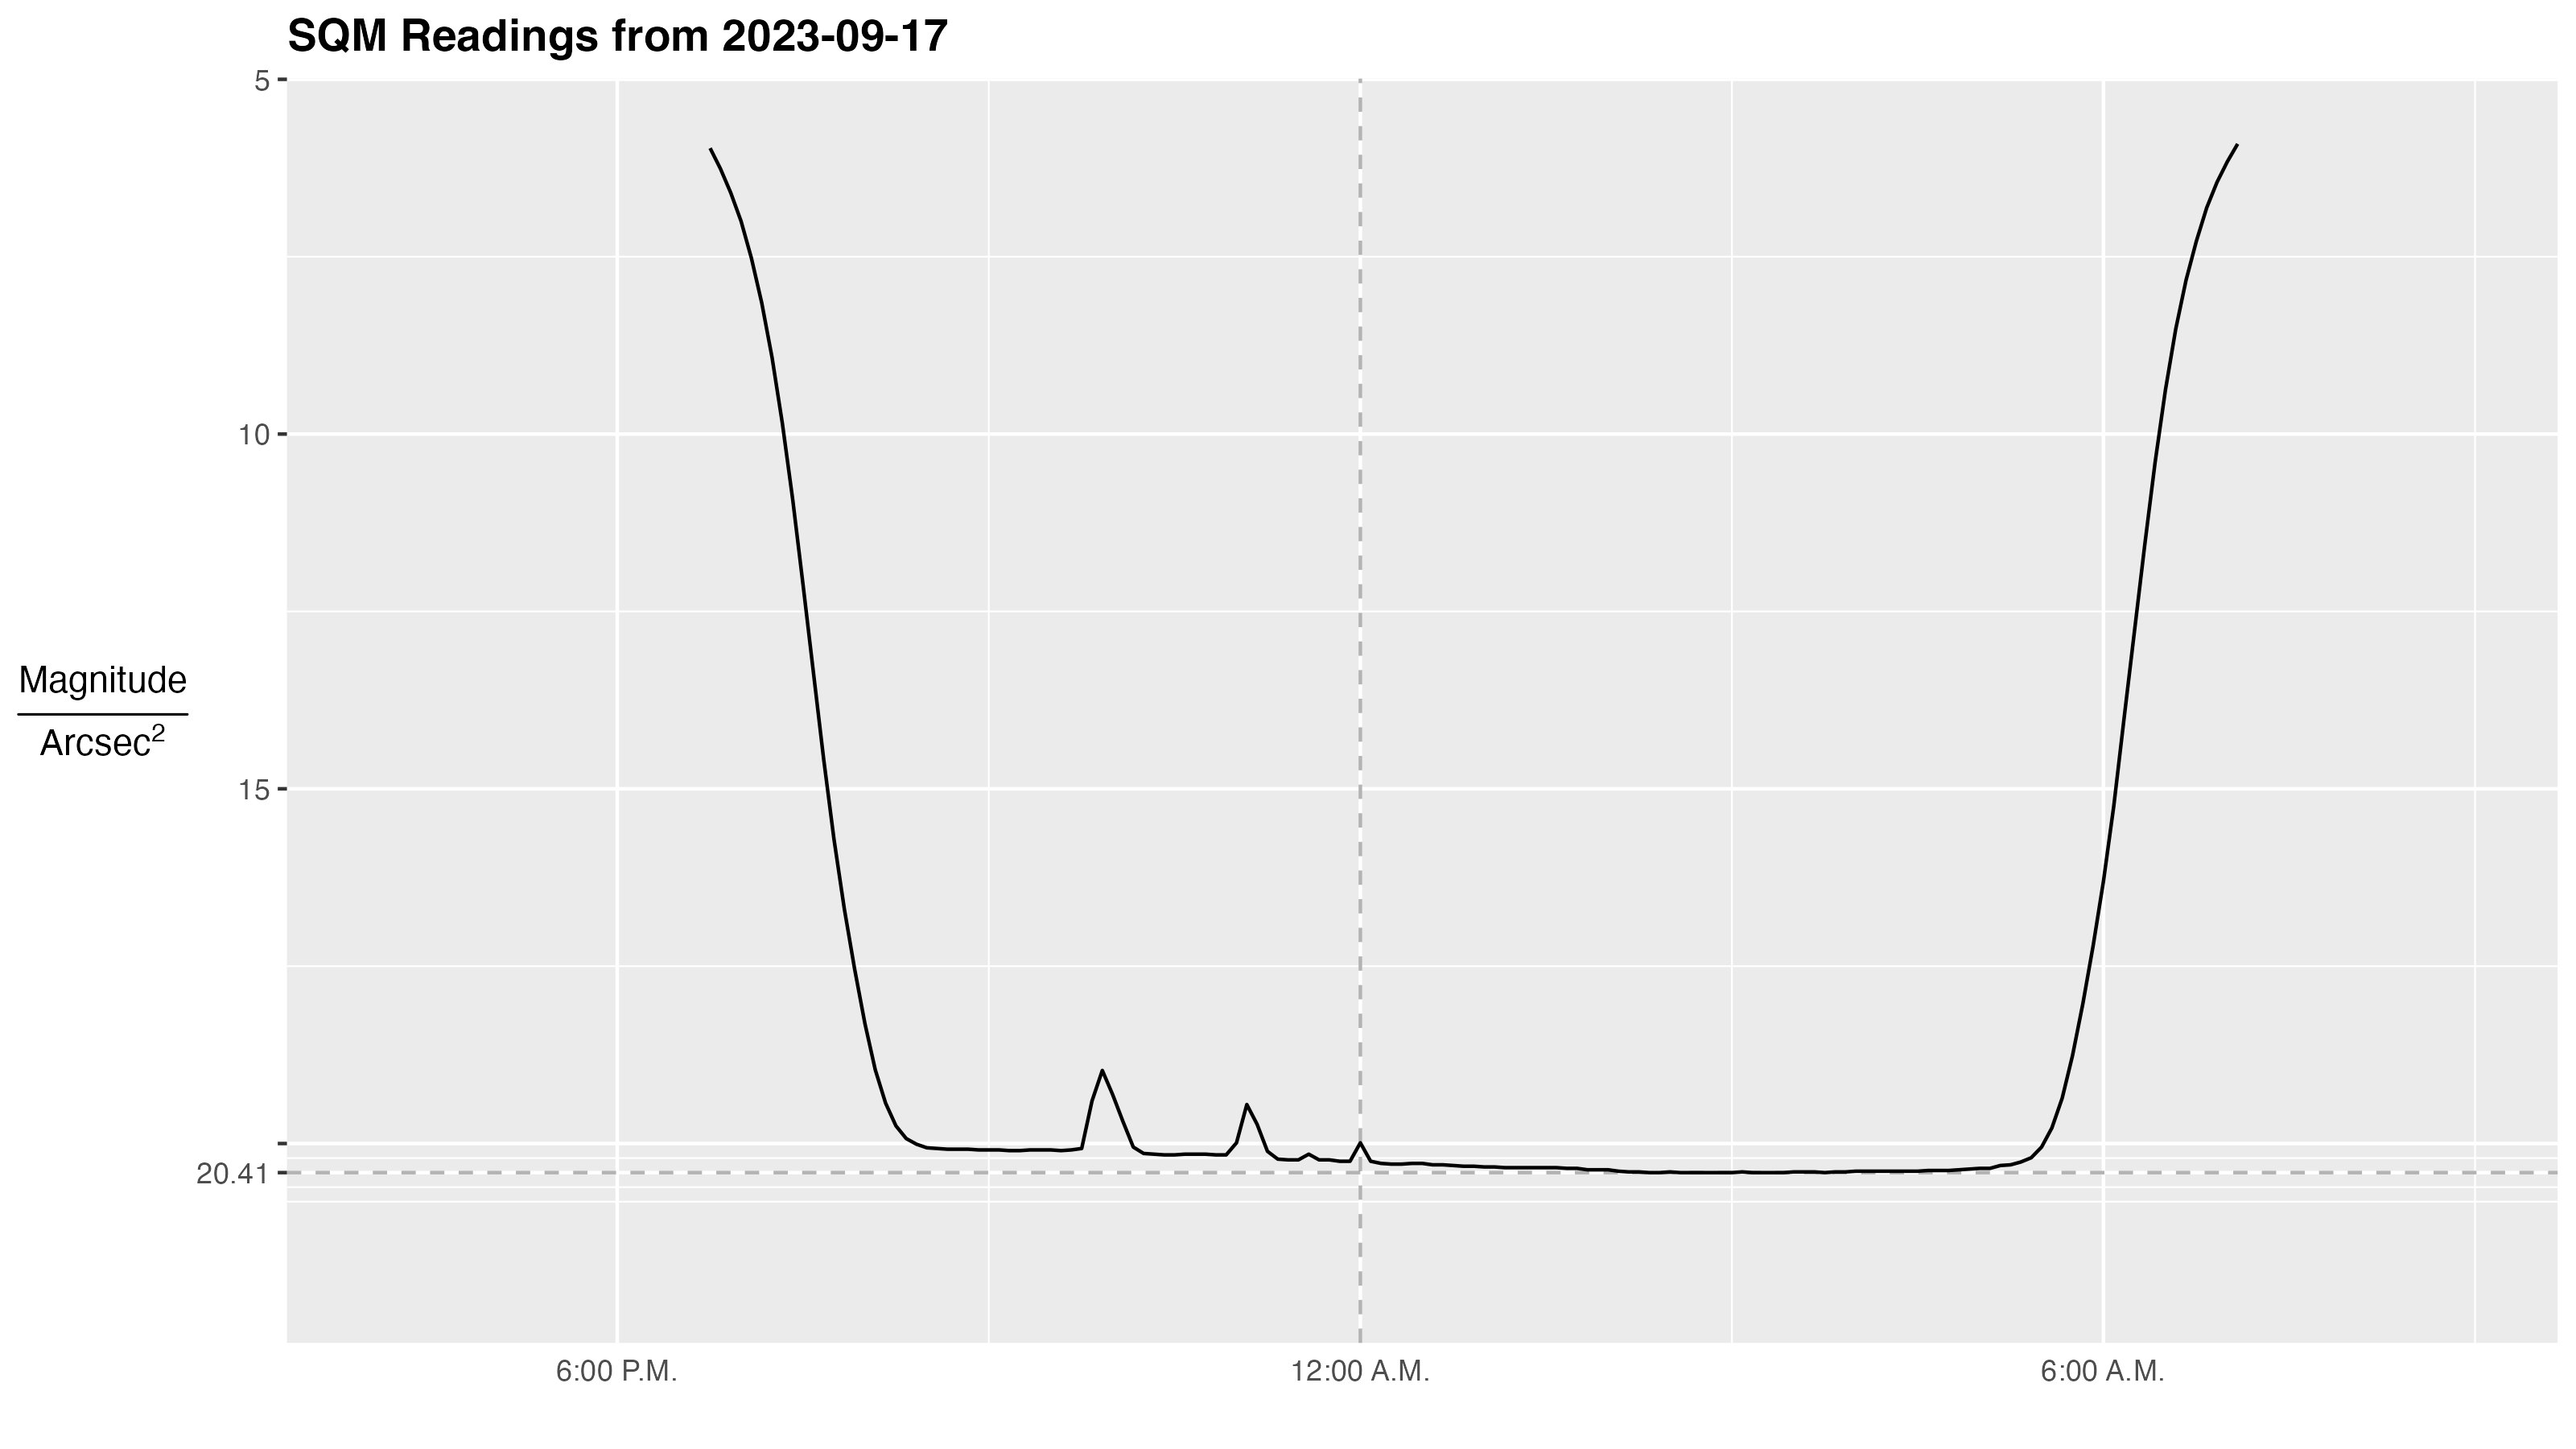 SQM Readings from 2023-09-17
5
10
15
20.41
Magnitude
Arcsec²
6:00 P.M.
12:00 A.M.
6:00 A.M.